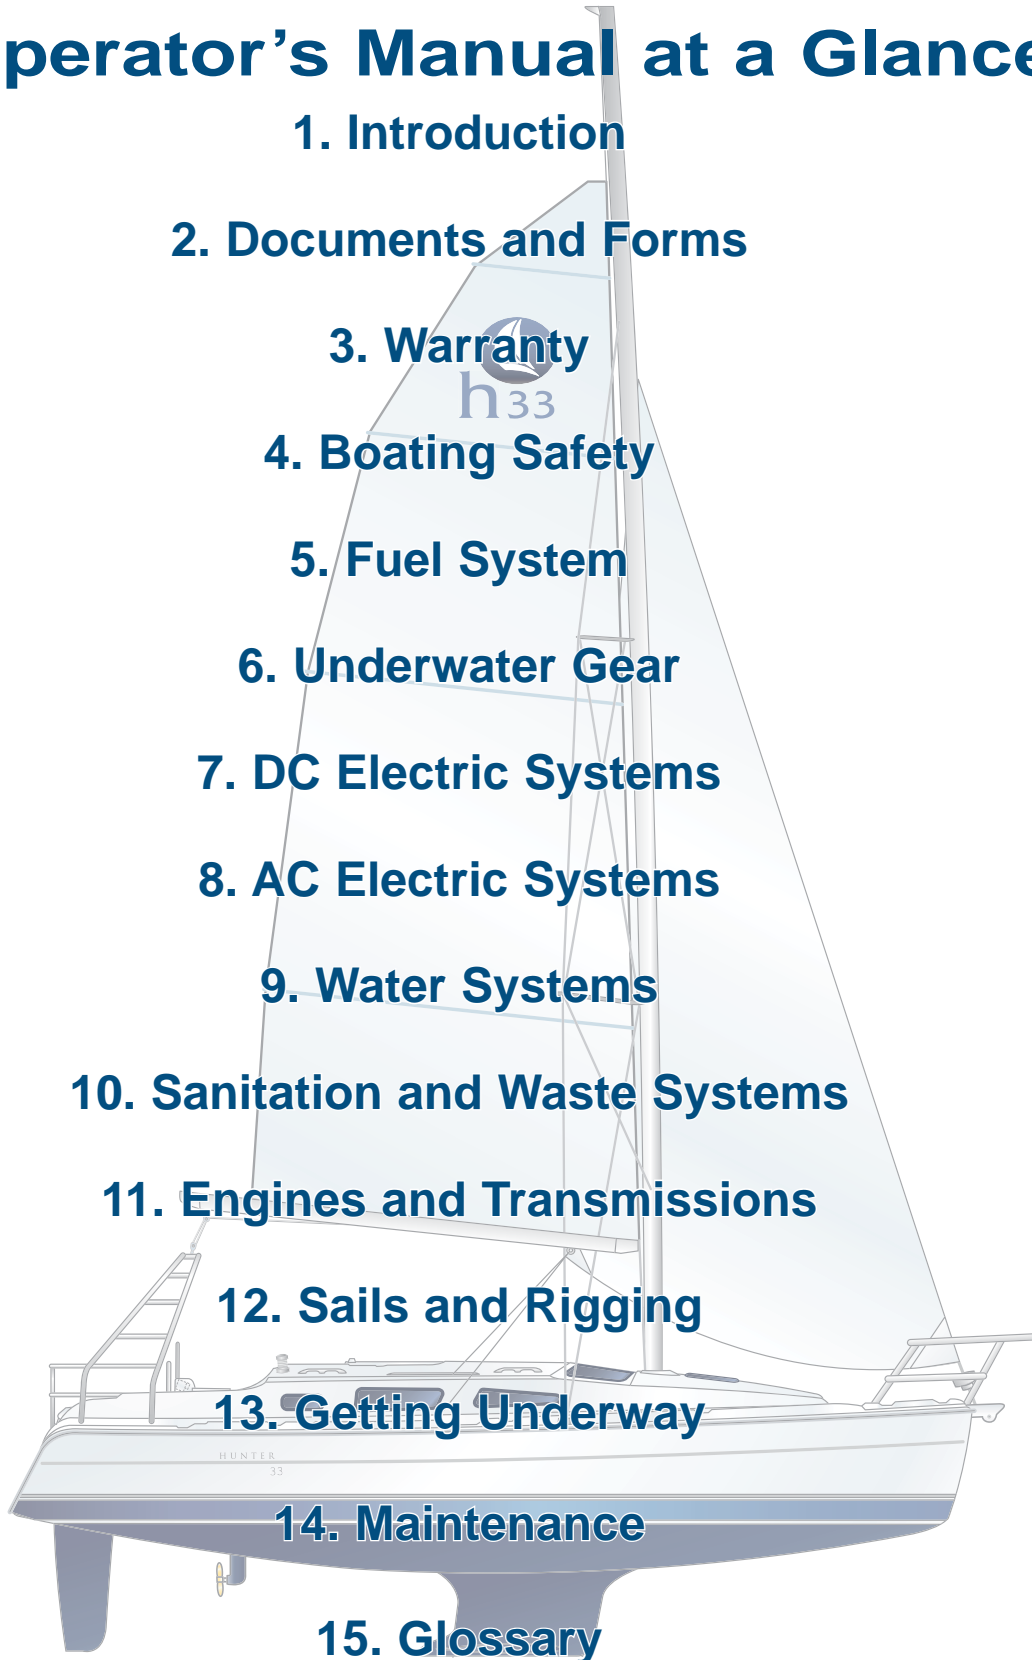 perator’s Manual at a Glance
1. Introduction
2. Documents and Forms
3. Warranty
h33
4. Boating Safety
5. Fuel System
6. Underwater Gear
7. DC Electric Systems
8. AC Electric Systems
9. Water Systems
10. Sanitation and Waste Systems
11. Engines and Transmissions
12. Sails and Rigging
13. Getting Underway
HUNTER
33
14. Maintenance
15. Glossary